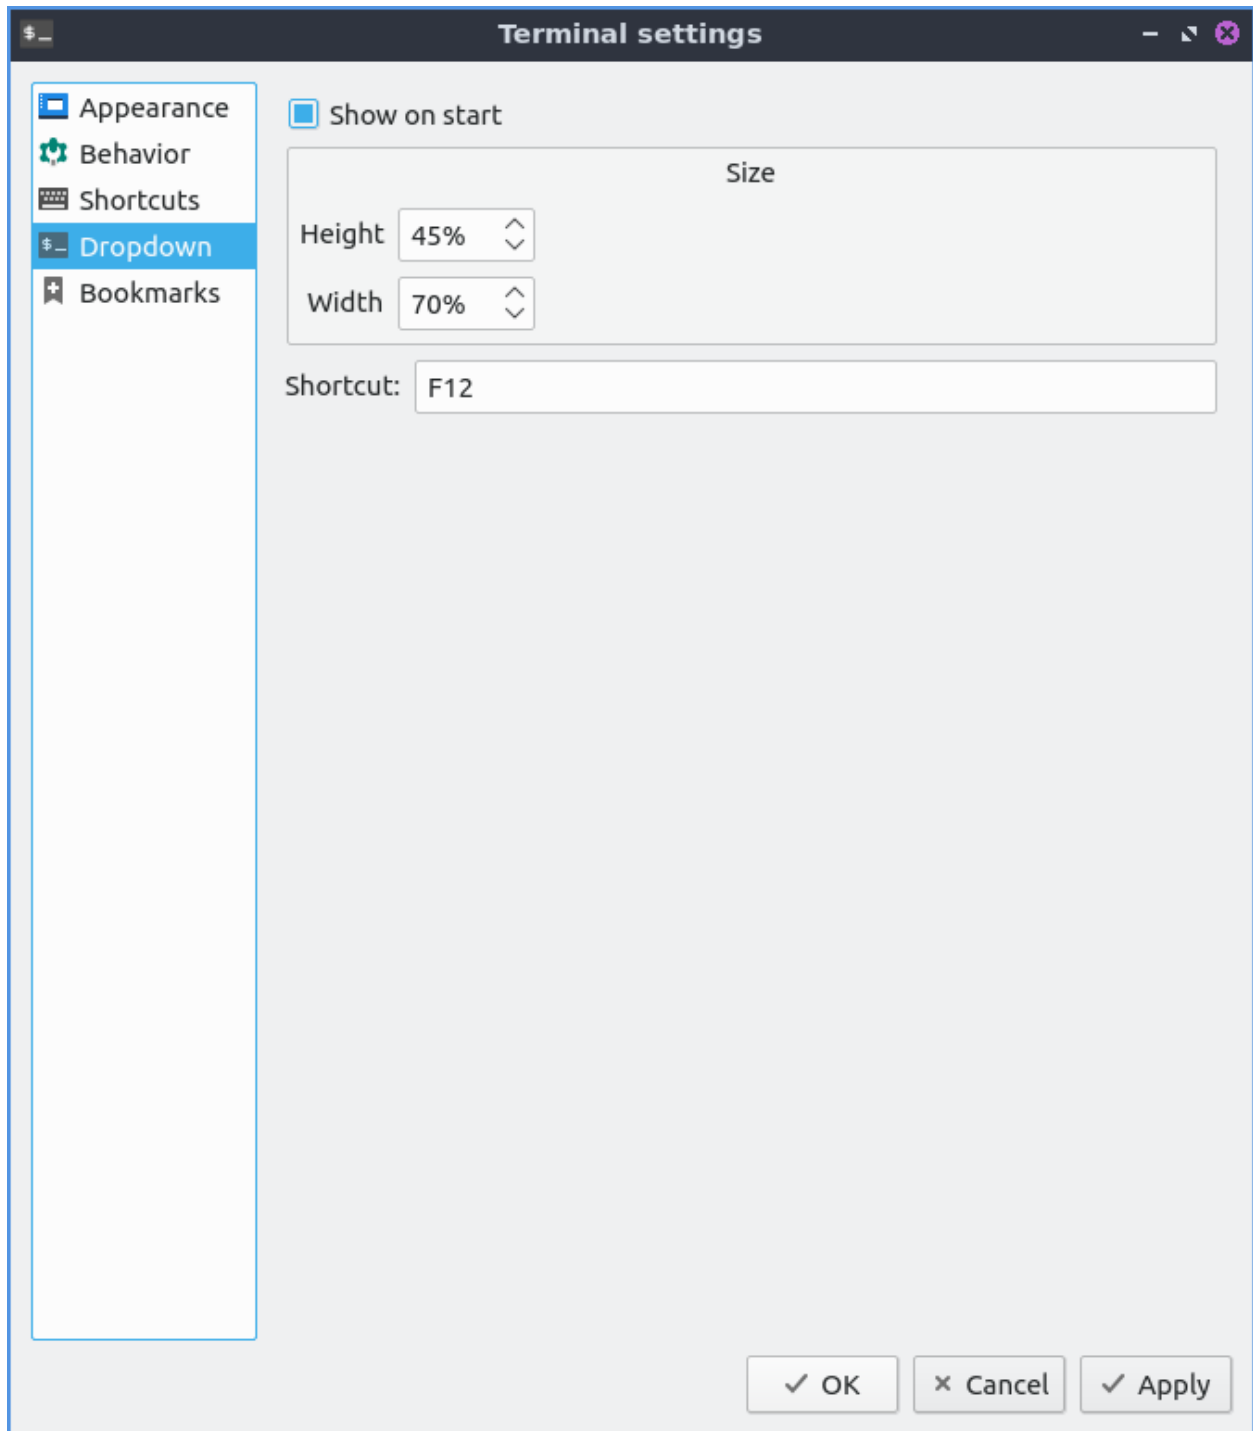 Terminal settings
Appearance
Behavior
Shortcuts
Dropdown
Bookmarks
Show on start
Size
Height 45%
Width 70%
Shortcut: F12
OK Cancel Apply